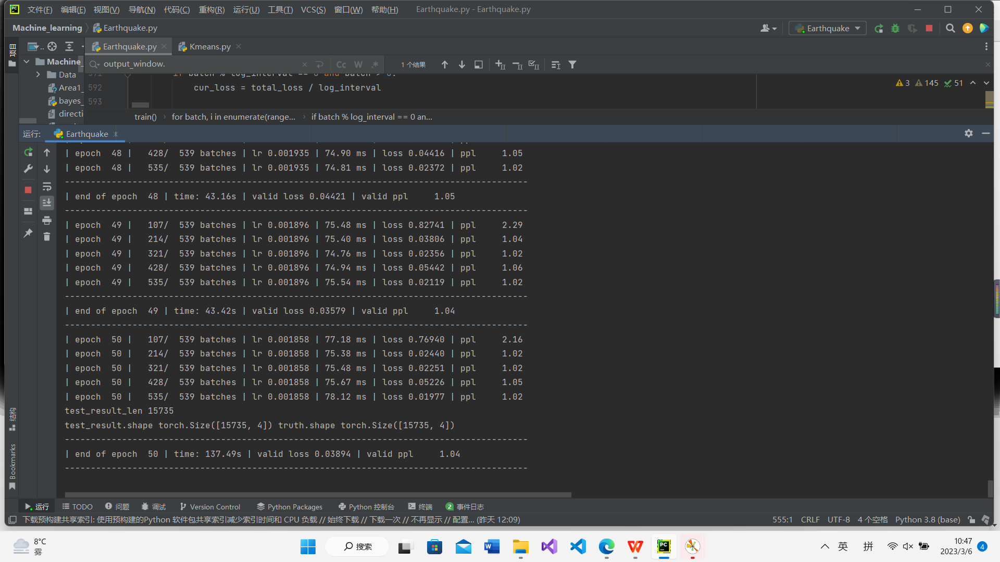 文件(F) 编辑(E) 视图(V) 导航(N) 代码(C) 重构(R) 运行(U) 工具(T) VCS(S) 窗口(W) 帮助(H) Earthquake.py - Earthquake.py
Machine_learning Earthquake.py Earthquake
项目 Earthquake.py Kmeans.py
Machine_ output_window. Cc W .* 1 个结果
Data
if batch % log_interval == 0 and batch > 0:
Area1_ 592 cur_loss = total_loss / log_interval 3 145 51
bayes_ 593
directi
train() for batch, i in enumerate(range... if batch % log_interval == 0 an...
运行: Earthquake
| epoch 48 | 428/ 539 batches | lr 0.001935 | 74.90 ms | loss 0.04416 | ppl 1.05
| epoch 48 | 535/ 539 batches | lr 0.001935 | 74.81 ms | loss 0.02372 | ppl 1.02
-----------------------------------------------------------------------------------------
| end of epoch 48 | time: 43.16s | valid loss 0.04421 | valid ppl 1.05
-----------------------------------------------------------------------------------------
| epoch 49 | 107/ 539 batches | lr 0.001896 | 75.48 ms | loss 0.82741 | ppl 2.29
| epoch 49 | 214/ 539 batches | lr 0.001896 | 75.40 ms | loss 0.03806 | ppl 1.04
| epoch 49 | 321/ 539 batches | lr 0.001896 | 74.76 ms | loss 0.02356 | ppl 1.02
| epoch 49 | 428/ 539 batches | lr 0.001896 | 74.94 ms | loss 0.05442 | ppl 1.06
| epoch 49 | 535/ 539 batches | lr 0.001896 | 75.54 ms | loss 0.02119 | ppl 1.02
-----------------------------------------------------------------------------------------
| end of epoch 49 | time: 43.42s | valid loss 0.03579 | valid ppl 1.04
-----------------------------------------------------------------------------------------
| epoch 50 | 107/ 539 batches | lr 0.001858 | 77.18 ms | loss 0.76940 | ppl 2.16
| epoch 50 | 214/ 539 batches | lr 0.001858 | 75.38 ms | loss 0.02440 | ppl 1.02
| epoch 50 | 321/ 539 batches | lr 0.001858 | 75.48 ms | loss 0.02251 | ppl 1.02
| epoch 50 | 428/ 539 batches | lr 0.001858 | 75.67 ms | loss 0.05226 | ppl 1.05
| epoch 50 | 535/ 539 batches | lr 0.001858 | 78.12 ms | loss 0.01977 | ppl 1.02
test_result_len 15735
test_result.shape torch.Size([15735, 4]) truth.shape torch.Size([15735, 4])
-----------------------------------------------------------------------------------------
| end of epoch 50 | time: 137.49s | valid loss 0.03894 | valid ppl 1.04
-----------------------------------------------------------------------------------------
结构
Bookmarks
运行 TODO 问题 调试 Version Control Python Packages Python 控制台 终端 2 事件日志
下载预构建共享索引: 使用预构建的Python 软件包共享索引减少索引时间和 CPU 负载 // 始终下载 // 下载一次 // 不再显示 // 配置... (昨天 12:09) 555:1 CRLF UTF-8 4 个空格 Python 3.8 (base)
8°C
雾
搜索
英 拼
10:47
2023/3/6
4